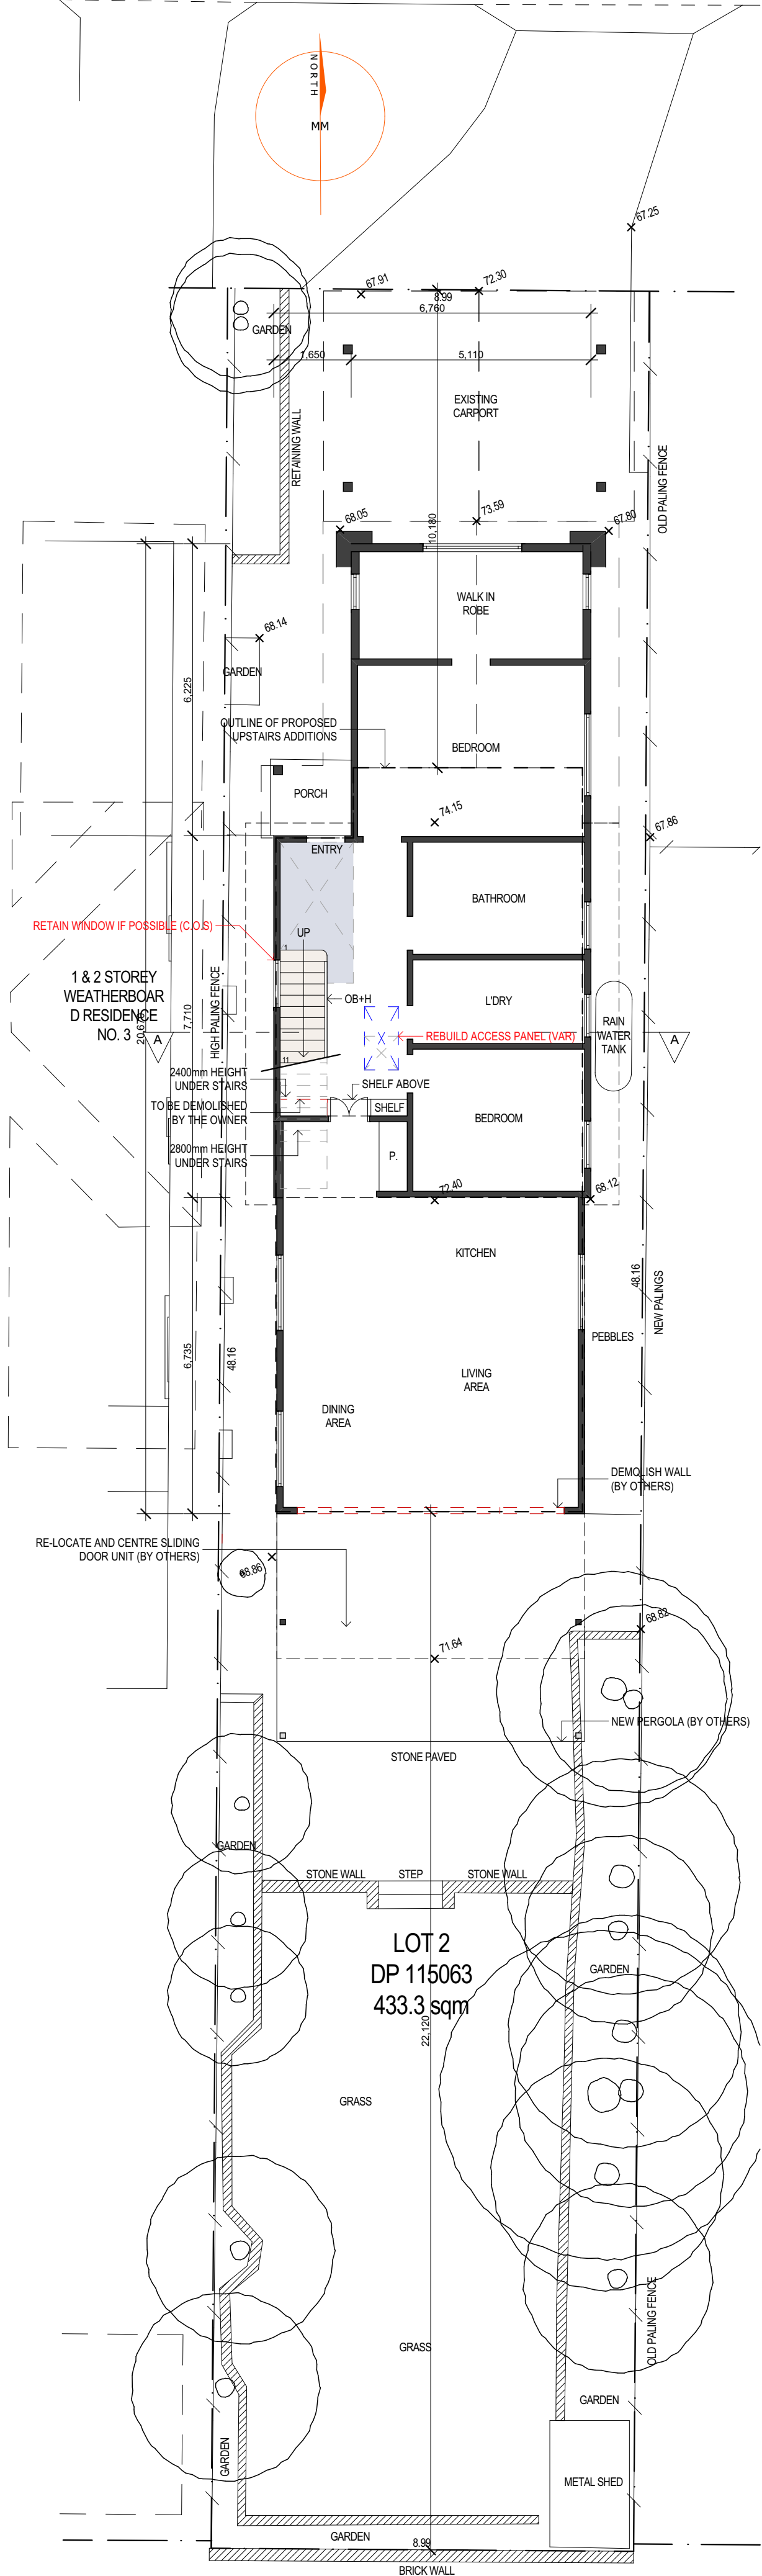 NORTH
MM
67.25
67.91
72.30
8.99
6,760
GARDEN
1,650
5,110
EXISTING
CARPORT
RETAINING WALL
OLD PALING FENCE
68.05
10,180
73.59
67.80
WALK IN
ROBE
68.14
GARDEN
6,225
OUTLINE OF PROPOSED
UPSTAIRS ADDITIONS
BEDROOM
PORCH
74.15
67.86
ENTRY
BATHROOM
RETAIN WINDOW IF POSSIBLE (C.O.S)
UP
1
1 & 2 STOREY
WEATHERBOAR
D RESIDENCE
NO. 3
HIGH PALING FENCE
7,710
OB+H
L'DRY
RAIN
WATER
TANK
A
REBUILD ACCESS PANEL (VAR)
A
11
2400mm HEIGHT
UNDER STAIRS
SHELF ABOVE
TO BE DEMOLISHED
BY THE OWNER
SHELF
BEDROOM
2800mm HEIGHT
UNDER STAIRS
P.
72.40
68.12
KITCHEN
48.16
NEW PALINGS
PEBBLES
6,735
48.16
LIVING
AREA
DINING
AREA
DEMOLISH WALL
(BY OTHERS)
RE-LOCATE AND CENTRE SLIDING
DOOR UNIT (BY OTHERS)
68.86
68.82
71.64
NEW PERGOLA (BY OTHERS)
STONE PAVED
GARDEN
STONE WALL
STEP
STONE WALL
LOT 2
DP 115063
433.3 sqm
GARDEN
22,120
GRASS
GRASS
OLD PALING FENCE
GARDEN
GARDEN
METAL SHED
GARDEN
8.99
BRICK WALL